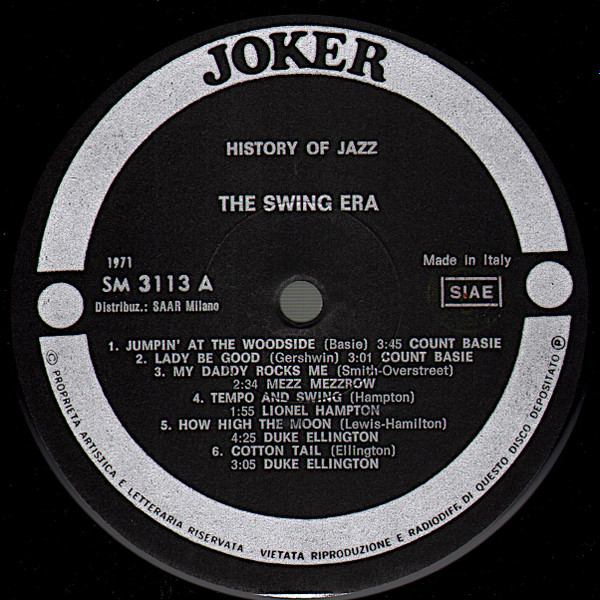 JOKER
HISTORY OF JAZZ
THE SWING ERA
1971
SM 3113 A
Distribuz.: SAAR Milano
Made in Italy
SIAE
1. JUMPIN' AT THE WOODSIDE (Basie) 3:45 COUNT BASIE
2. LADY BE GOOD (Gershwin) 3:01 COUNT BASIE
3. MY DADDY ROCKS ME (Smith-Overstreet)
2:34 MEZZ MEZZROW
4. TEMPO AND SWING (Hampton)
1:55 LIONEL HAMPTON
5. HOW HIGH THE MOON (Lewis-Hamilton)
4:25 DUKE ELLINGTON
6. COTTON TAIL (Ellington)
3:05 DUKE ELLINGTON
© PROPRIETÀ ARTISTICA E LETTERARIA RISERVATA VIETATA RIPRODUZIONE E RADIODIFF. DI QUESTO DISCO DEPOSITATO ℗